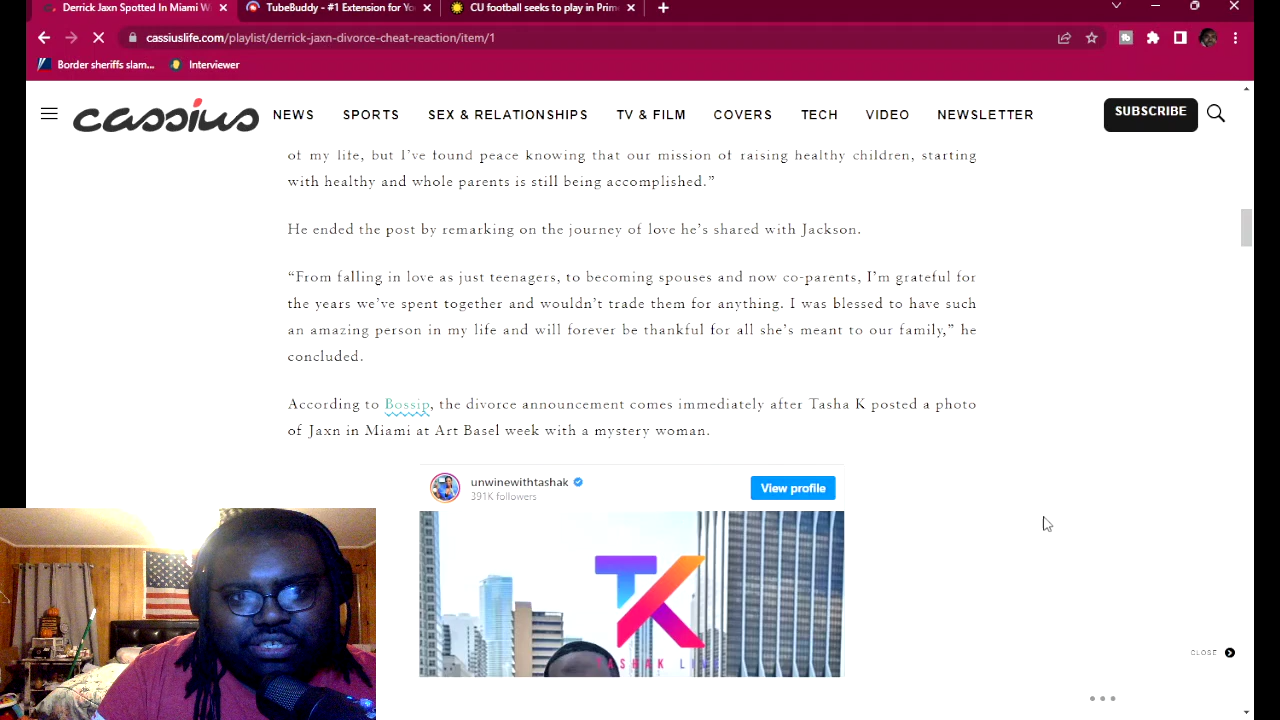 Derrick Jaxn Spotted In Miami W
TubeBuddy - #1 Extension for Yo
CU football seeks to play in Prim
cassiuslife.com/playlist/derrick-jaxn-divorce-cheat-reaction/item/1
Border sheriffs slam...
Interviewer
cassius
NEWS
SPORTS
SEX & RELATIONSHIPS
TV & FILM
COVERS
TECH
VIDEO
NEWSLETTER
SUBSCRIBE
of my life, but I’ve found peace knowing that our mission of raising healthy children, starting
with healthy and whole parents is still being accomplished.”
He ended the post by remarking on the journey of love he’s shared with Jackson.
“From falling in love as just teenagers, to becoming spouses and now co-parents, I’m grateful for
the years we’ve spent together and wouldn’t trade them for anything. I was blessed to have such
an amazing person in my life and will forever be thankful for all she’s meant to our family,” he
concluded.
According to Bossip, the divorce announcement comes immediately after Tasha K posted a photo
of Jaxn in Miami at Art Basel week with a mystery woman.
unwinewithtashak
391K followers
View profile
TK
TASHAK LIVE
CLOSE